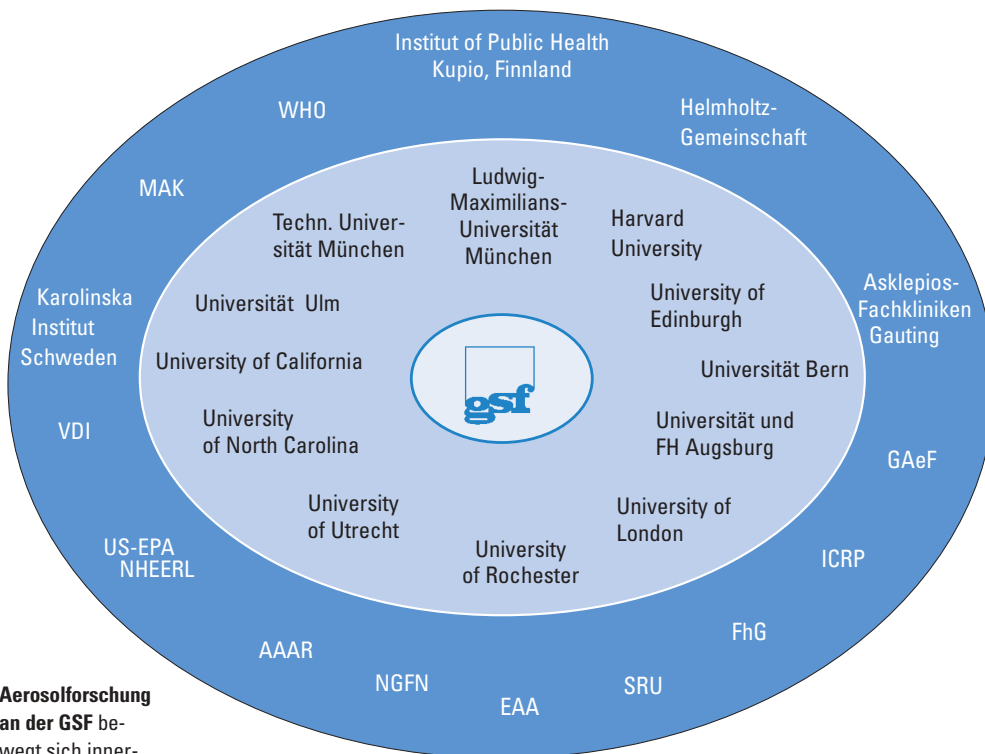 Institut of Public Health
Kupio, Finnland
WHO
Helmholtz-
Gemeinschaft
MAK
Ludwig-
Maximilians-
Universität
München
Techn. Univer-
sität München
Harvard
University
Karolinska
Institut
Schweden
Universität Ulm
University of
Edinburgh
Asklepios-
Fachkliniken
Gauting
University of California
gsf
Universität Bern
VDI
University
of North Carolina
Universität und
FH Augsburg
GAeF
University
of Utrecht
University of
London
US-EPA
NHEERL
University
of Rochester
ICRP
AAAR
NGFN
EAA
SRU
FhG
Aerosolforschung
an der GSF be-
wegt sich inner-